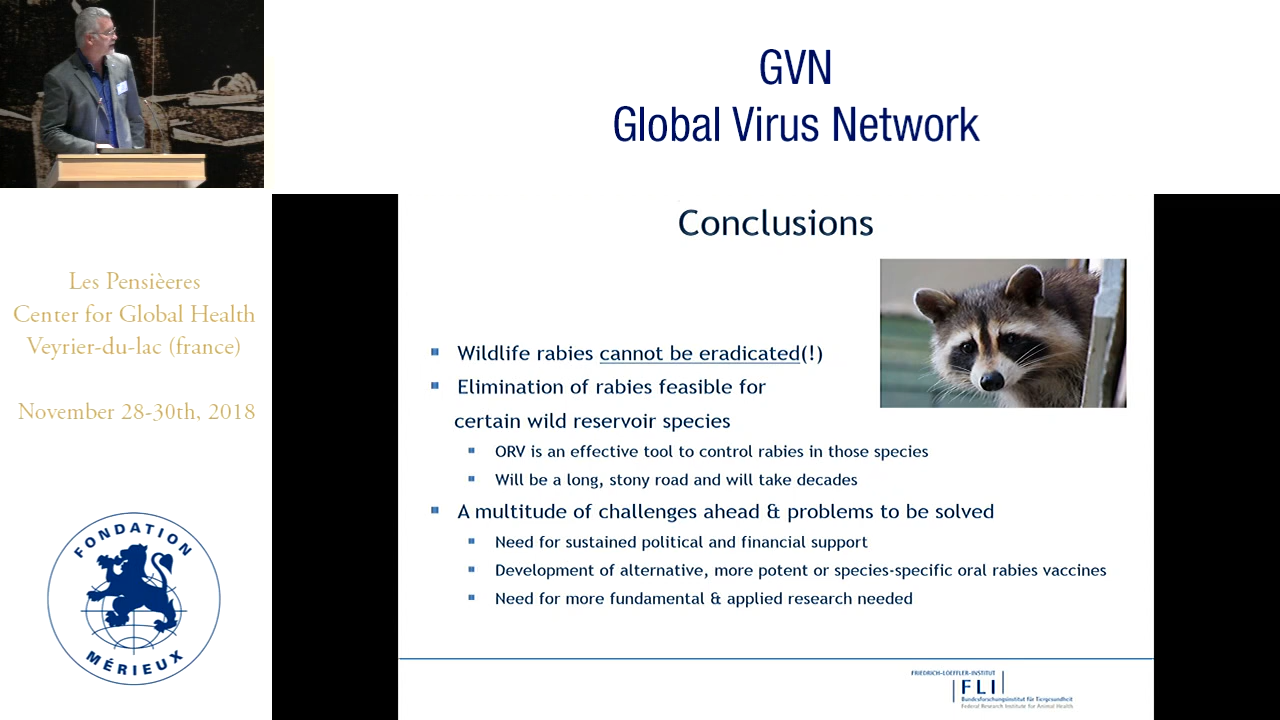 GVN
Global Virus Network
Les Pensièeres
Center for Global Health
Veyrier-du-lac (france)
November 28-30th, 2018
FONDATION
MÉRIEUX
Conclusions
Wildlife rabies cannot be eradicated(!)
Elimination of rabies feasible for
certain wild reservoir species
ORV is an effective tool to control rabies in those species
Will be a long, stony road and will take decades
A multitude of challenges ahead & problems to be solved
Need for sustained political and financial support
Development of alternative, more potent or species-specific oral rabies vaccines
Need for more fundamental & applied research needed
FRIEDRICH-LOEFFLER-INSTITUT
FLI
Bundesforschungsinstitut für Tiergesundheit
Federal Research Institute for Animal Health